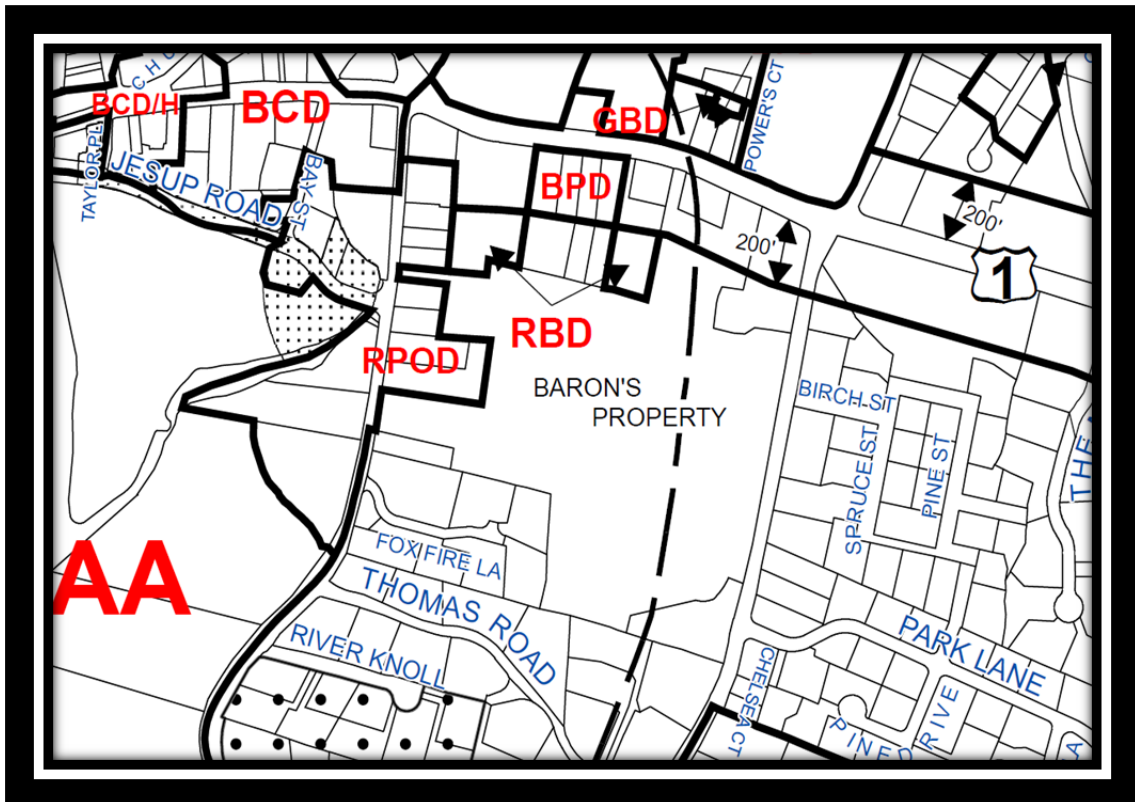 CHU
BCD/H
BCD
GBD
POWER'S CT
TAYLOR PL
JESUP ROAD
BAY ST
BPD
200'
200'
1
RBD
RPOD
BARON'S
PROPERTY
BIRCH ST
SPRUCE ST
PINE ST
THE
AA
FOXFIRE LA
THOMAS ROAD
RIVER KNOLL
PARK LANE
CHELSEA CT
PINE DRIVE